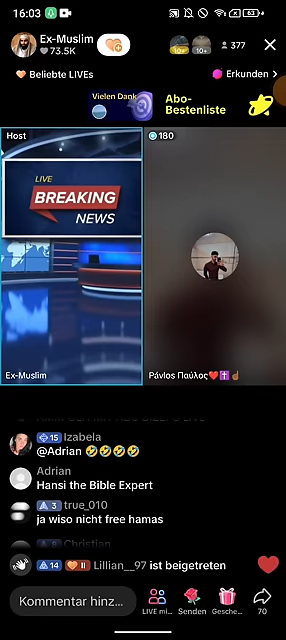 16:03
63
Ex-Muslim
73.5K
10+
10+
377
Beliebte LIVEs
Erkunden >
Vielen Dank
Abo-
Bestenliste
Host
180
LIVE
BREAKING
NEWS
Ex-Muslim
Pávlos Παύλος
15 Izabela
@Adrian
Adrian
Hansi the Bible Expert
3 true_010
ja wiso nicht free hamas
Christian
14 II Lillian__97 ist beigetreten
Kommentar hinz...
LIVE mi...
Senden
Gesche...
70